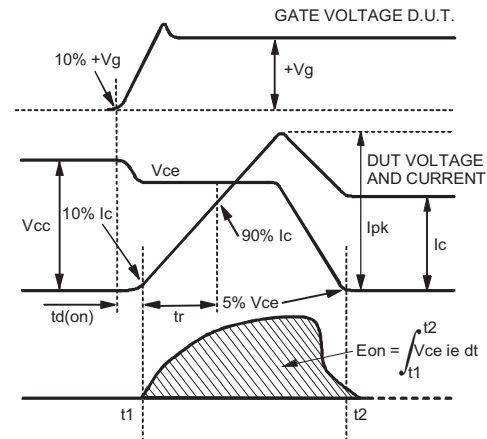 GATE VOLTAGE D.U.T.
10% +Vg
+Vg
Vce
DUT VOLTAGE
AND CURRENT
Vcc
10% Ic
90% Ic
Ipk
Ic
td(on)
tr
5% Vce
Eon = ∫ Vce ie dt
t2
t1
t1
t2